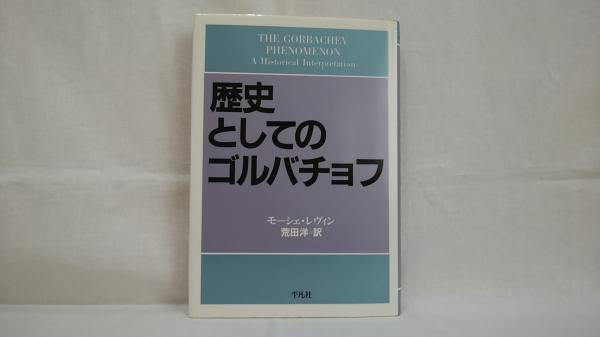 THE GORBACHEV
PHENOMENON
A Historical Interpretation
歴史
としての
ゴルバチョフ
モーシェ・レヴィン
荒田洋・訳
平凡社